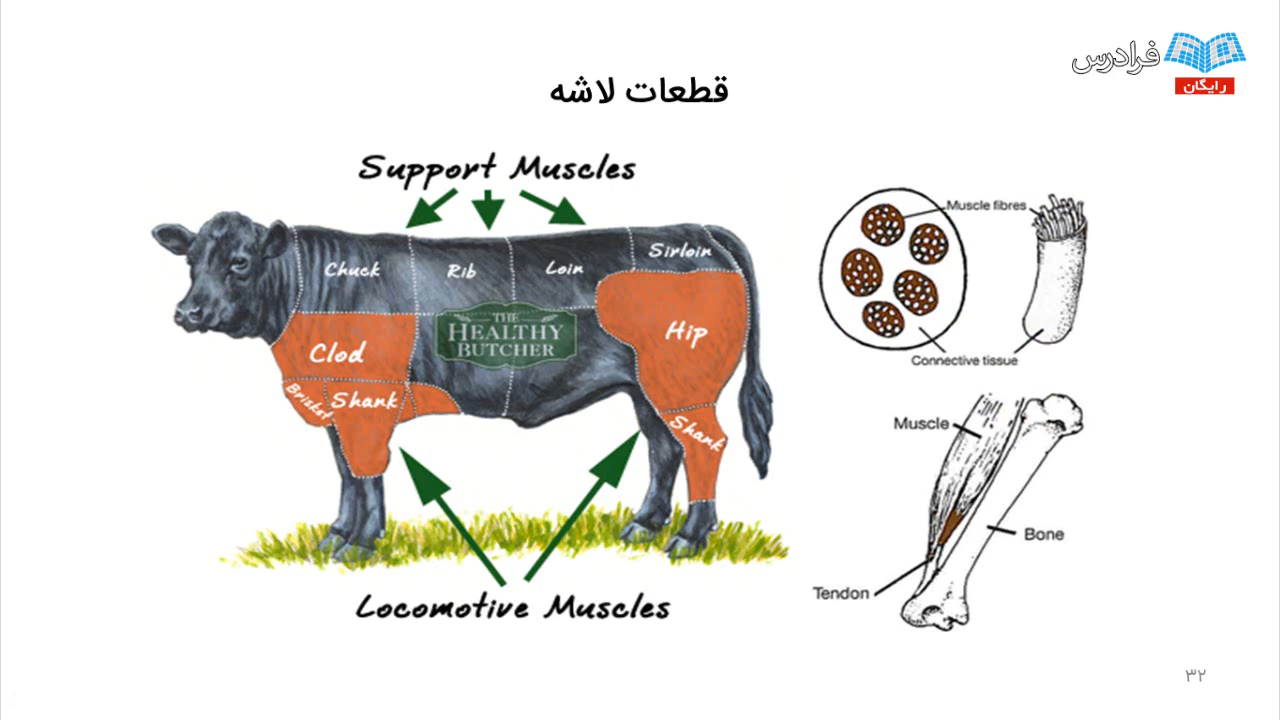 فرادرس
رایگان
قطعات لاشه
Support Muscles
Chuck
Rib
Loin
Sirloin
THE
HEALTHY
BUTCHER
Clod
Hip
Brisket
Shank
Shank
Locomotive Muscles
Muscle fibres
Connective tissue
Muscle
Bone
Tendon
۳۲